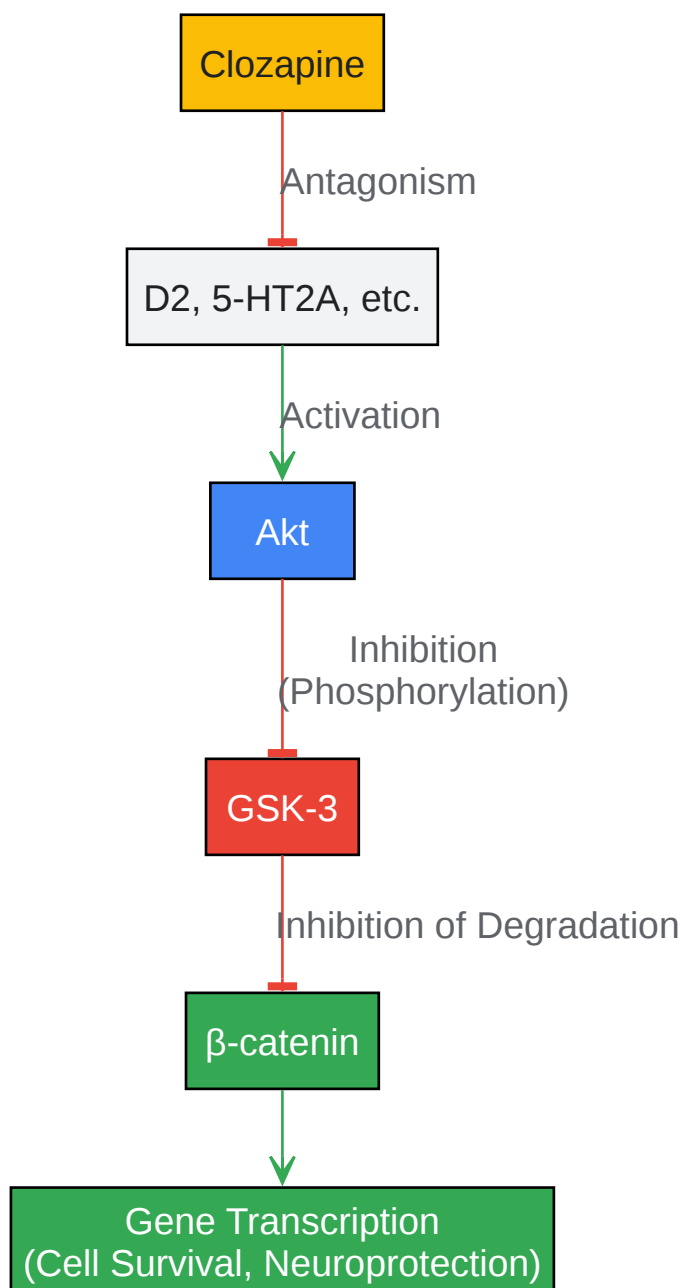 Clozapine
Antagonism
D2, 5-HT2A, etc.
Activation
Akt
Inhibition
(Phosphorylation)
GSK-3
Inhibition of Degradation
β-catenin
Gene Transcription
(Cell Survival, Neuroprotection)